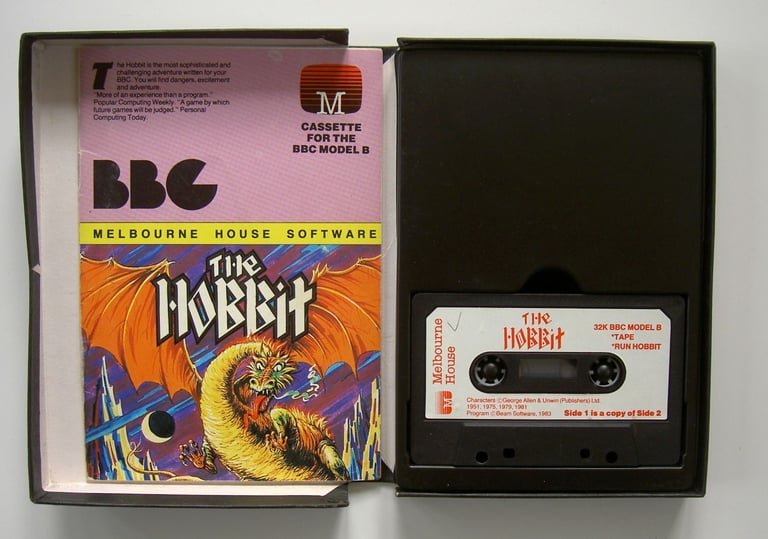 The Hobbit is the most sophisticated and
challenging adventure written for your
BBC. You will find dangers, excitement
and adventure.
"More of an experience than a program."
Popular Computing Weekly. "A game by which
future games will be judged." Personal
Computing Today.
M
CASSETTE
FOR THE
BBC MODEL B
BBC
MELBOURNE HOUSE SOFTWARE
THE
HOBBIT
Melbourne
House
M
THE
HOBBIT
32K BBC MODEL B
*TAPE
*RUN HOBBIT
Characters © George Allen & Unwin (Publishers) Ltd.
1951, 1975, 1979, 1981
Program © Beam Software, 1983
Side 1 is a copy of Side 2